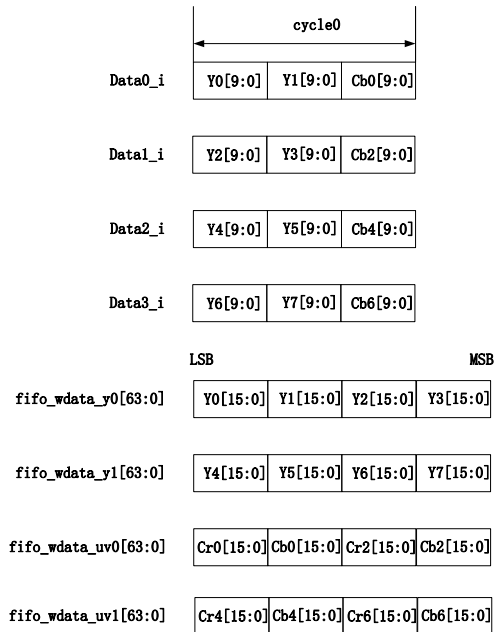 cycle0
Data0_i Y0[9:0] Y1[9:0] Cb0[9:0]
Data1_i Y2[9:0] Y3[9:0] Cb2[9:0]
Data2_i Y4[9:0] Y5[9:0] Cb4[9:0]
Data3_i Y6[9:0] Y7[9:0] Cb6[9:0]
LSB MSB
fifo_wdata_y0[63:0] Y0[15:0] Y1[15:0] Y2[15:0] Y3[15:0]
fifo_wdata_y1[63:0] Y4[15:0] Y5[15:0] Y6[15:0] Y7[15:0]
fifo_wdata_uv0[63:0] Cr0[15:0] Cb0[15:0] Cr2[15:0] Cb2[15:0]
fifo_wdata_uv1[63:0] Cr4[15:0] Cb4[15:0] Cr6[15:0] Cb6[15:0]